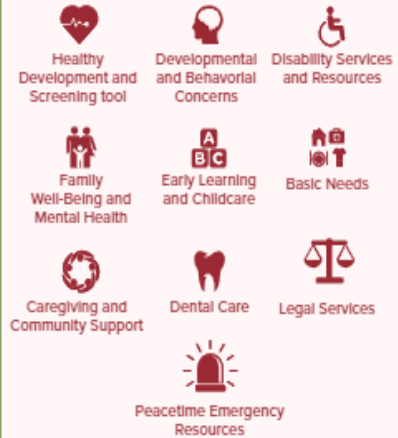 Healthy
Development and
Screening tool
Developmental
and Behavorial
Concerns
Disability Services
and Resources
Family
Well-Being and
Mental Health
A
B C
Early Learning
and Childcare
Basic Needs
Caregiving and
Community Support
Dental Care
Legal Services
Peacetime Emergency
Resources